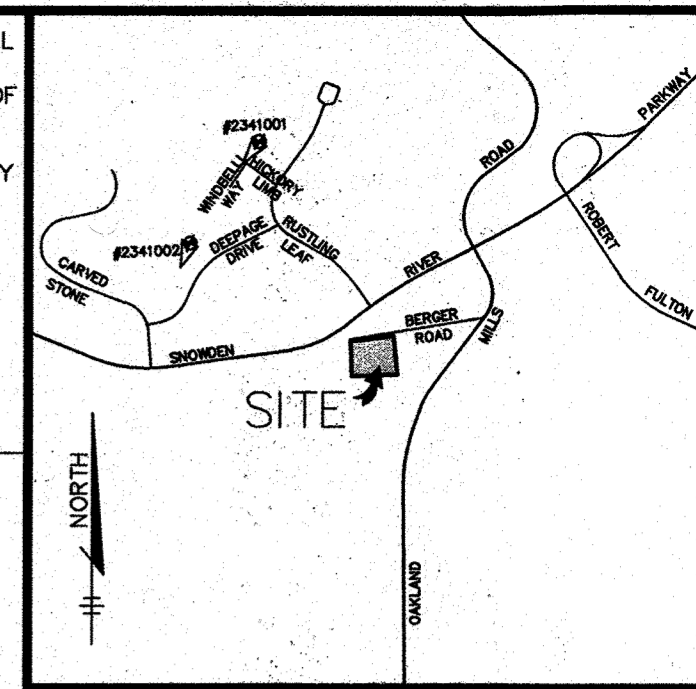 L
OF
Y
#2341001
WINDBELL
WAY
HICKORY
LIMB
#2341002
DEEPAGE
DRIVE
RUSTLING
LEAF
CARVED
STONE
SNOWDEN
RIVER
PARKWAY
ROAD
ROBERT
FULTON
BERGER
ROAD
MILLS
OAKLAND
SITE
NORTH